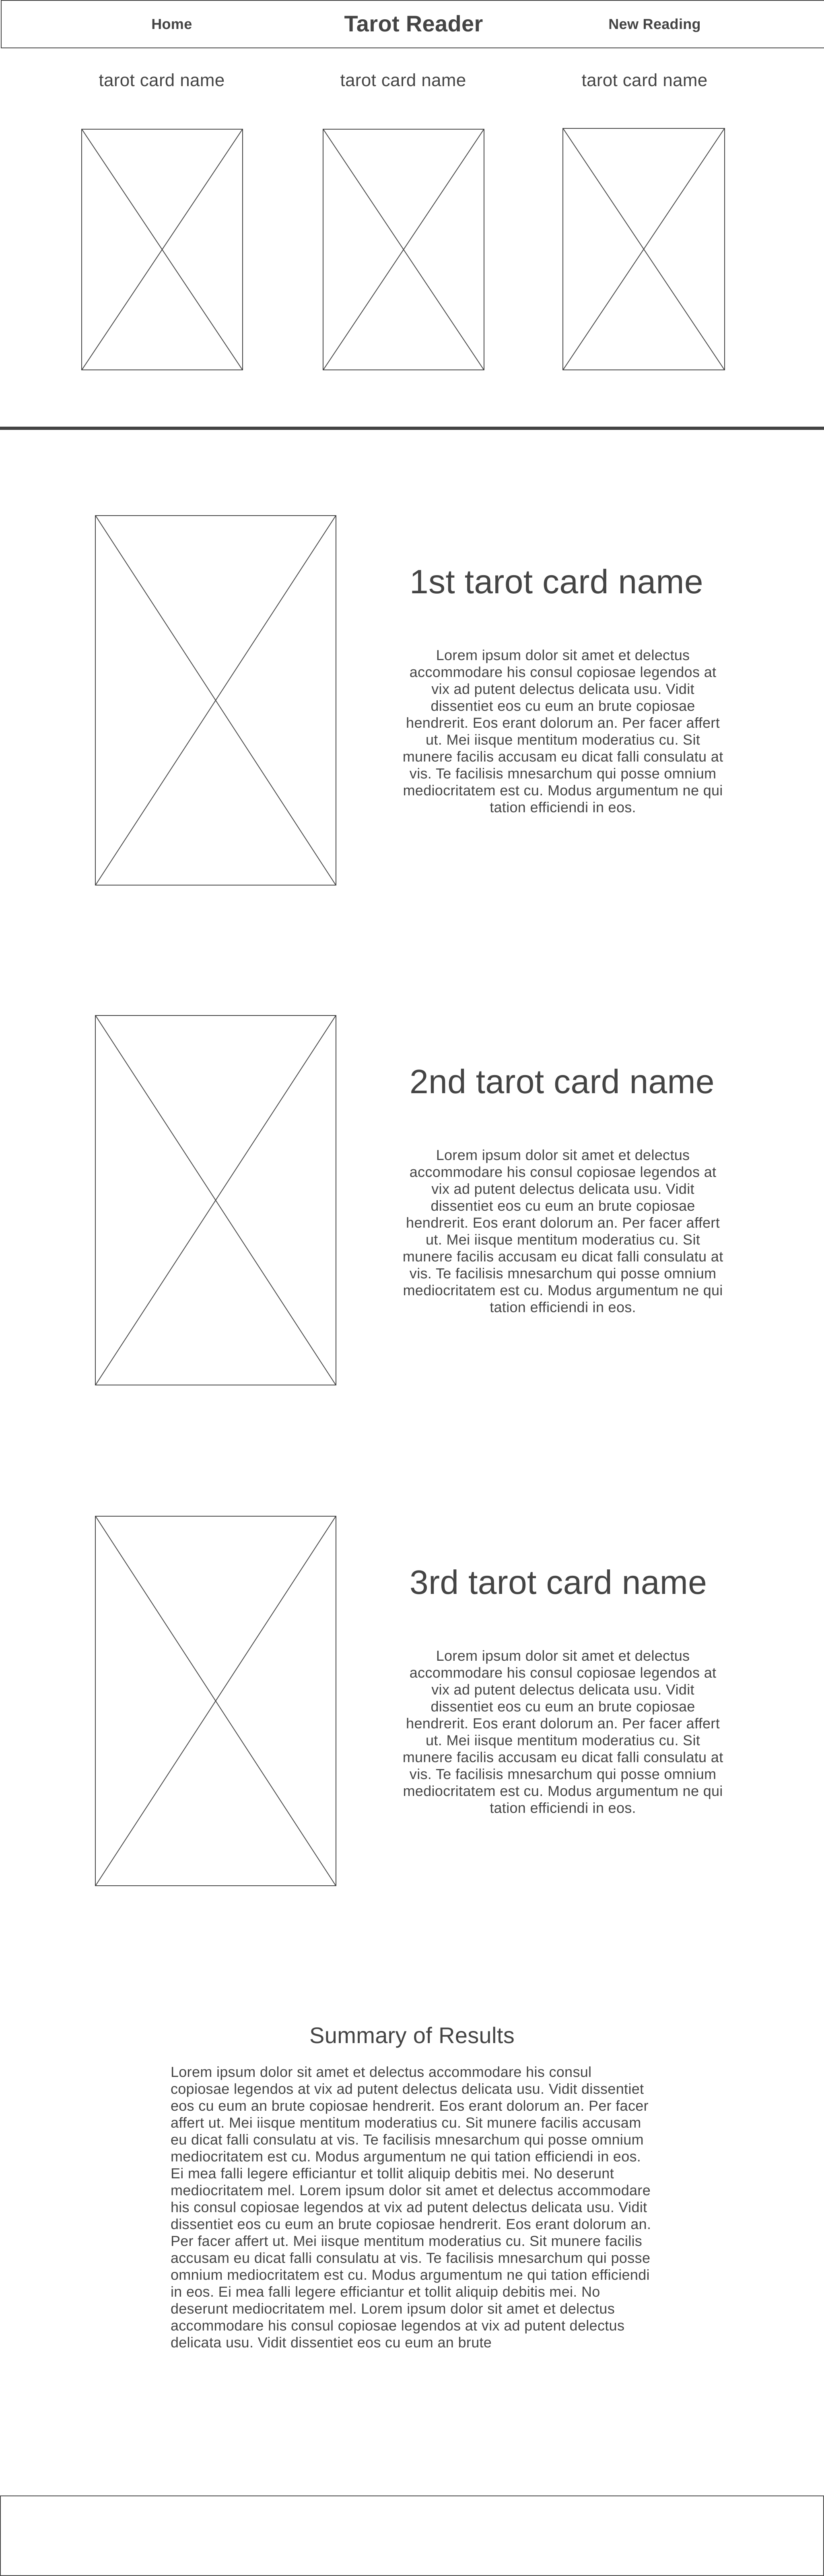 Home
Tarot Reader
New Reading
tarot card name
tarot card name
tarot card name
1st tarot card name
Lorem ipsum dolor sit amet et delectus
accommodare his consul copiosae legendos at
vix ad putent delectus delicata usu. Vidit
dissentiet eos cu eum an brute copiosae
hendrerit. Eos erant dolorum an. Per facer affert
ut. Mei iisque mentitum moderatius cu. Sit
munere facilis accusam eu dicat falli consulatu at
vis. Te facilisis mnesarchum qui posse omnium
mediocritatem est cu. Modus argumentum ne qui
tation efficiendi in eos.
2nd tarot card name
Lorem ipsum dolor sit amet et delectus
accommodare his consul copiosae legendos at
vix ad putent delectus delicata usu. Vidit
dissentiet eos cu eum an brute copiosae
hendrerit. Eos erant dolorum an. Per facer affert
ut. Mei iisque mentitum moderatius cu. Sit
munere facilis accusam eu dicat falli consulatu at
vis. Te facilisis mnesarchum qui posse omnium
mediocritatem est cu. Modus argumentum ne qui
tation efficiendi in eos.
3rd tarot card name
Lorem ipsum dolor sit amet et delectus
accommodare his consul copiosae legendos at
vix ad putent delectus delicata usu. Vidit
dissentiet eos cu eum an brute copiosae
hendrerit. Eos erant dolorum an. Per facer affert
ut. Mei iisque mentitum moderatius cu. Sit
munere facilis accusam eu dicat falli consulatu at
vis. Te facilisis mnesarchum qui posse omnium
mediocritatem est cu. Modus argumentum ne qui
tation efficiendi in eos.
Summary of Results
Lorem ipsum dolor sit amet et delectus accommodare his consul
copiosae legendos at vix ad putent delectus delicata usu. Vidit dissentiet
eos cu eum an brute copiosae hendrerit. Eos erant dolorum an. Per facer
affert ut. Mei iisque mentitum moderatius cu. Sit munere facilis accusam
eu dicat falli consulatu at vis. Te facilisis mnesarchum qui posse omnium
mediocritatem est cu. Modus argumentum ne qui tation efficiendi in eos.
Ei mea falli legere efficiantur et tollit aliquip debitis mei. No deserunt
mediocritatem mel. Lorem ipsum dolor sit amet et delectus accommodare
his consul copiosae legendos at vix ad putent delectus delicata usu. Vidit
dissentiet eos cu eum an brute copiosae hendrerit. Eos erant dolorum an.
Per facer affert ut. Mei iisque mentitum moderatius cu. Sit munere facilis
accusam eu dicat falli consulatu at vis. Te facilisis mnesarchum qui posse
omnium mediocritatem est cu. Modus argumentum ne qui tation efficiendi
in eos. Ei mea falli legere efficiantur et tollit aliquip debitis mei. No
deserunt mediocritatem mel. Lorem ipsum dolor sit amet et delectus
accommodare his consul copiosae legendos at vix ad putent delectus
delicata usu. Vidit dissentiet eos cu eum an brute